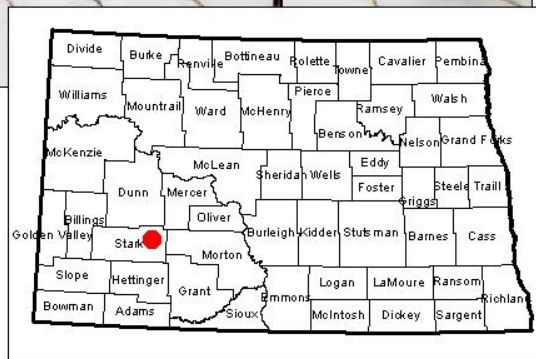 Divide
Burke
Renville
Bottineau
Rolette
Towner
Cavalier
Pembina
Williams
Mountrail
Ward
McHenry
Pierce
Ramsey
Walsh
Benson
Nelson
Grand Forks
McKenzie
McLean
Sheridan
Wells
Eddy
Foster
Griggs
Steele
Traill
Dunn
Mercer
Oliver
Billings
Golden Valley
Stark
Morton
Burleigh
Kidder
Stutsman
Barnes
Cass
Slope
Hettinger
Grant
Emmons
Logan
LaMoure
Ransom
Richland
Bowman
Adams
Sioux
McIntosh
Dickey
Sargent